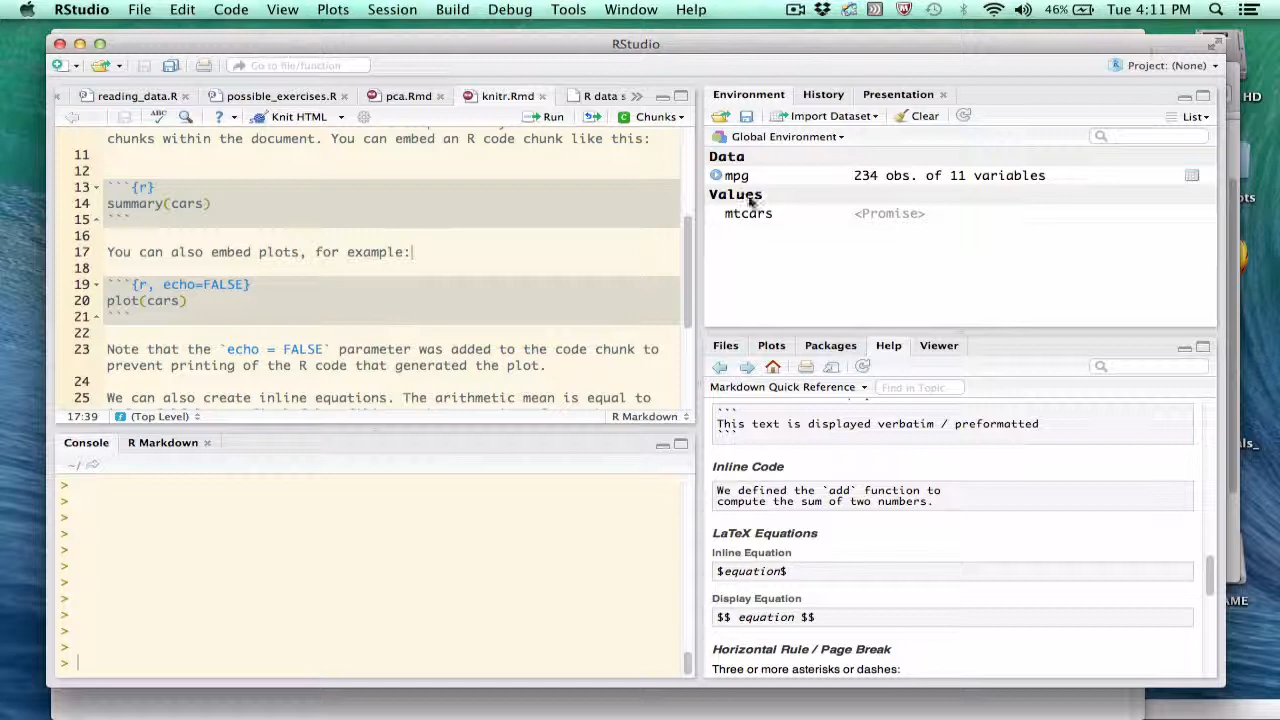 RStudio File Edit Code View Plots Session Build Debug Tools Window Help 46% Tue 4:11 PM
RStudio
Go to file/function Project: (None)
reading_data.R possible_exercises.R pca.Rmd knitr.Rmd R data s
ABC ? Knit HTML Run Chunks
chunks within the document. You can embed an R code chunk like this:
11
12
13 ```{r}
14 summary(cars)
15 ```
16
17 You can also embed plots, for example:
18
19 ```{r, echo=FALSE}
20 plot(cars)
21 ```
22
23 Note that the `echo = FALSE` parameter was added to the code chunk to
prevent printing of the R code that generated the plot.
24
25 We can also create inline equations. The arithmetic mean is equal to
17:39 (Top Level) R Markdown
Console R Markdown
~/
>
>
>
>
>
>
>
>
>
>
>
>
Environment History Presentation
Import Dataset Clear List
Global Environment
Data
mpg 234 obs. of 11 variables
Values
mtcars <Promise>
Files Plots Packages Help Viewer
Markdown Quick Reference Find in Topic
```
This text is displayed verbatim / preformatted
```
Inline Code
We defined the `add` function to
compute the sum of two numbers.
LaTeX Equations
Inline Equation
$equation$
Display Equation
$$ equation $$
Horizontal Rule / Page Break
Three or more asterisks or dashes:
HD
ots
ls_
AME